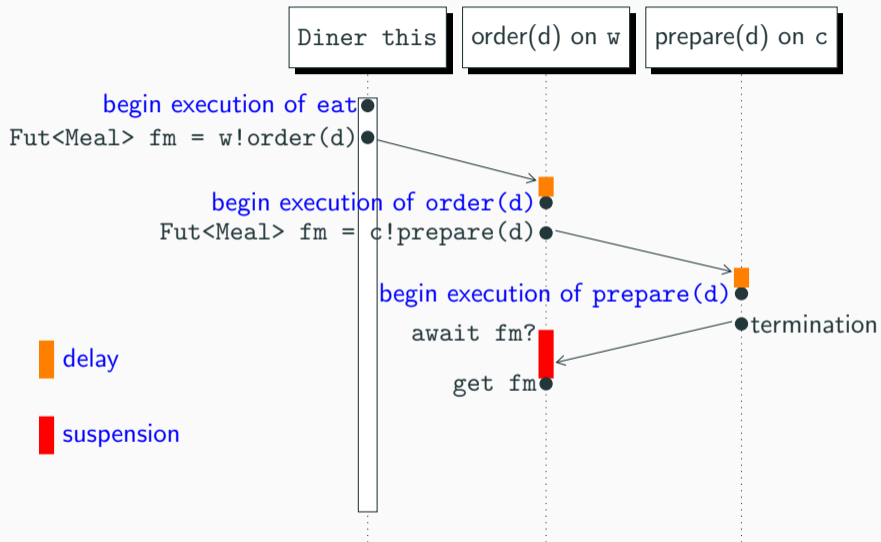 Diner this
order(d) on w
prepare(d) on c
begin execution of eat
Fut<Meal> fm = w!order(d)
begin execution of order(d)
Fut<Meal> fm = c!prepare(d)
begin execution of prepare(d)
termination
await fm?
get fm
delay
suspension